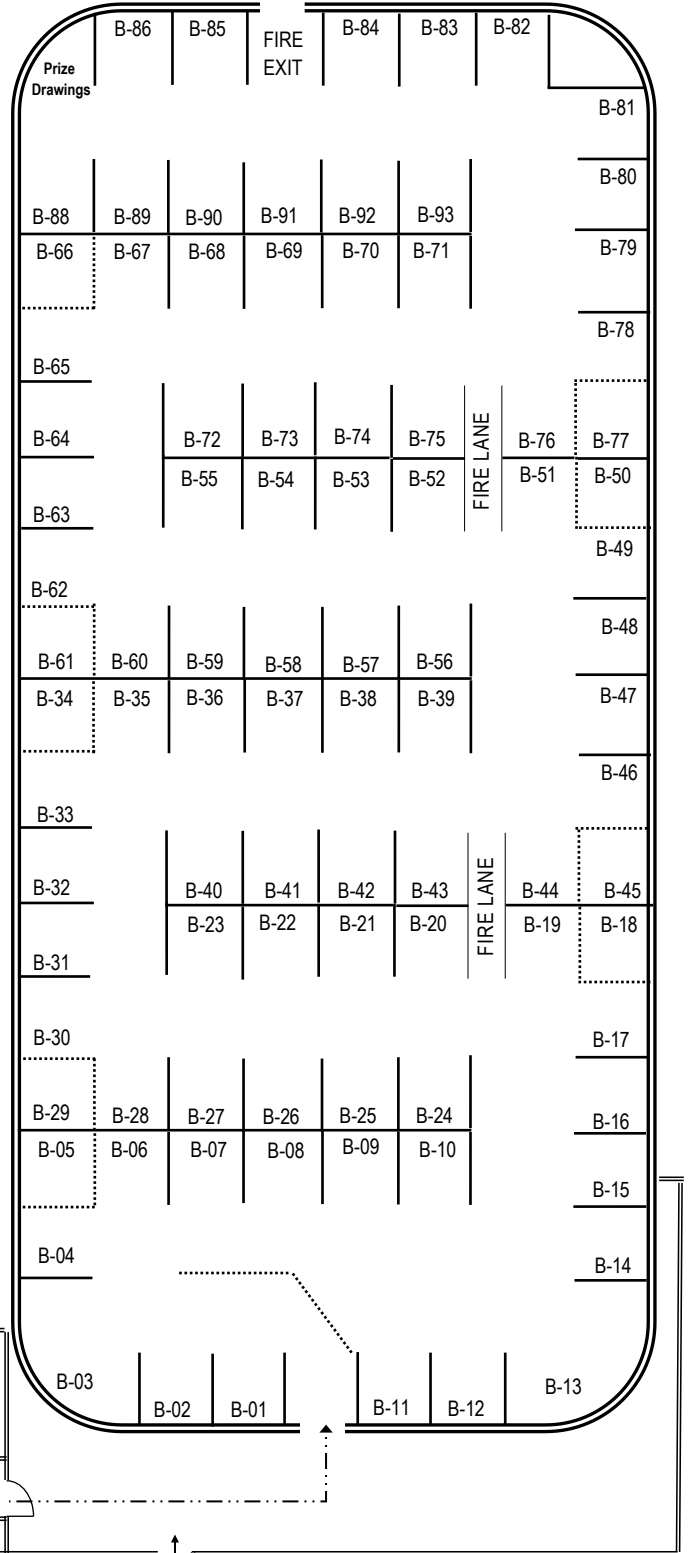 B-86 B-85 FIRE EXIT B-84 B-83 B-82
Prize Drawings
B-81
B-80
B-88 B-89 B-90 B-91 B-92 B-93
B-66 B-67 B-68 B-69 B-70 B-71 B-79
B-78
B-65
B-64 B-72 B-73 B-74 B-75 FIRE LANE B-76 B-77
B-55 B-54 B-53 B-52 B-51 B-50
B-63
B-49
B-62
B-48
B-61 B-60 B-59 B-58 B-57 B-56
B-34 B-35 B-36 B-37 B-38 B-39 B-47
B-46
B-33
B-32 B-40 B-41 B-42 B-43 FIRE LANE B-44 B-45
B-23 B-22 B-21 B-20 B-19 B-18
B-31
B-30 B-17
B-29 B-28 B-27 B-26 B-25 B-24 B-16
B-05 B-06 B-07 B-08 B-09 B-10
B-15
B-04 B-14
B-03 B-13
B-02 B-01 B-11 B-12